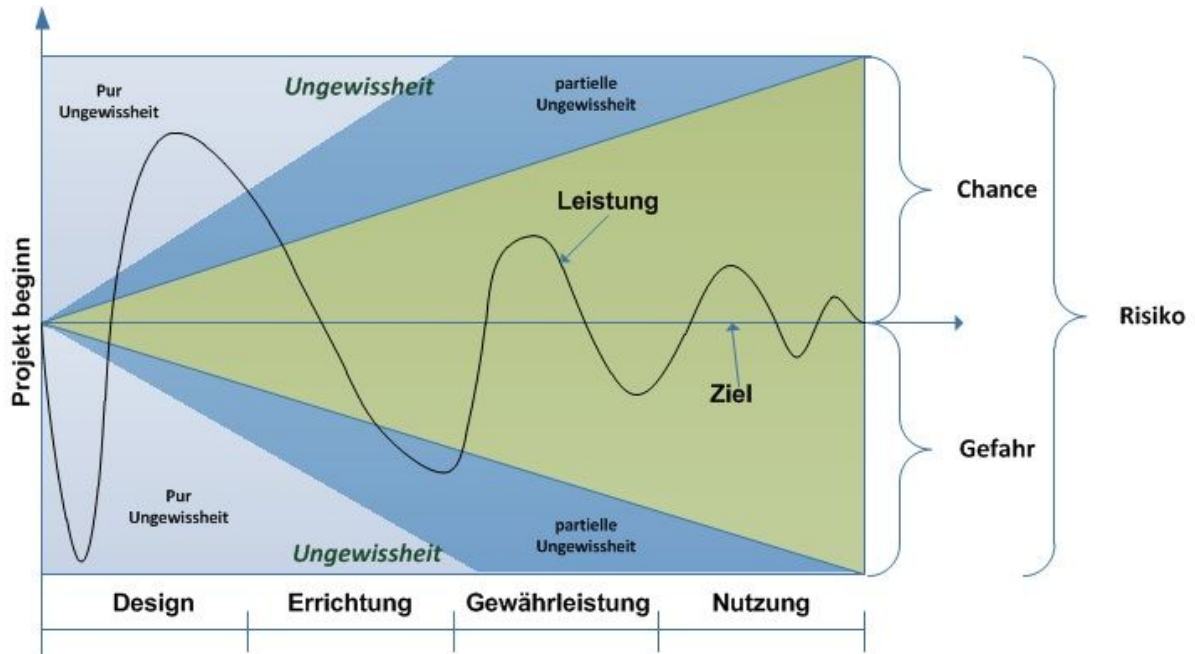 Pur
Ungewissheit
Ungewissheit
partielle
Ungewissheit
Leistung
Chance
Projekt beginn
Risiko
Ziel
Gefahr
Pur
Ungewissheit
Ungewissheit
partielle
Ungewissheit
Design
Errichtung
Gewährleistung
Nutzung